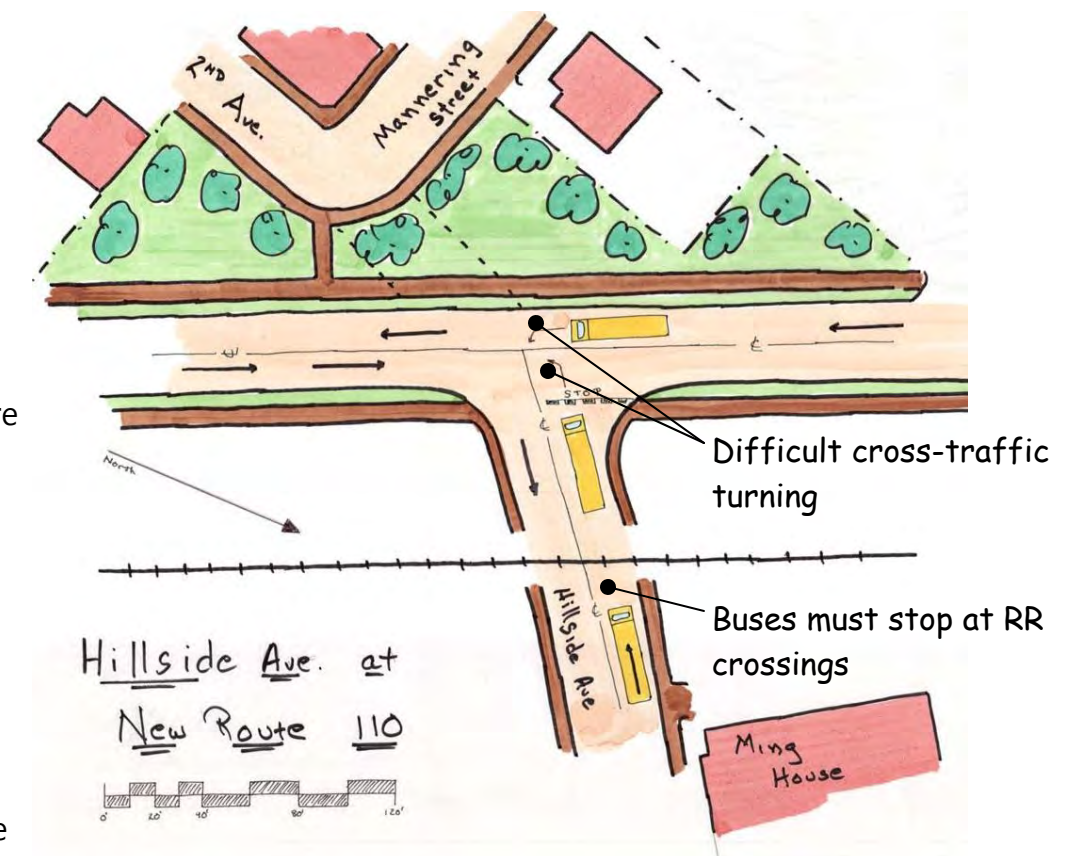 2ND
Ave.
Mannering
Street
℄
℄
STOP
℄
re
Difficult cross-traffic
turning
North
Buses must stop at RR
crossings
℄
Hillside Ave
Hillside Ave. at
New Route 110
Ming
House
0' 20' 40' 80' 120'
e